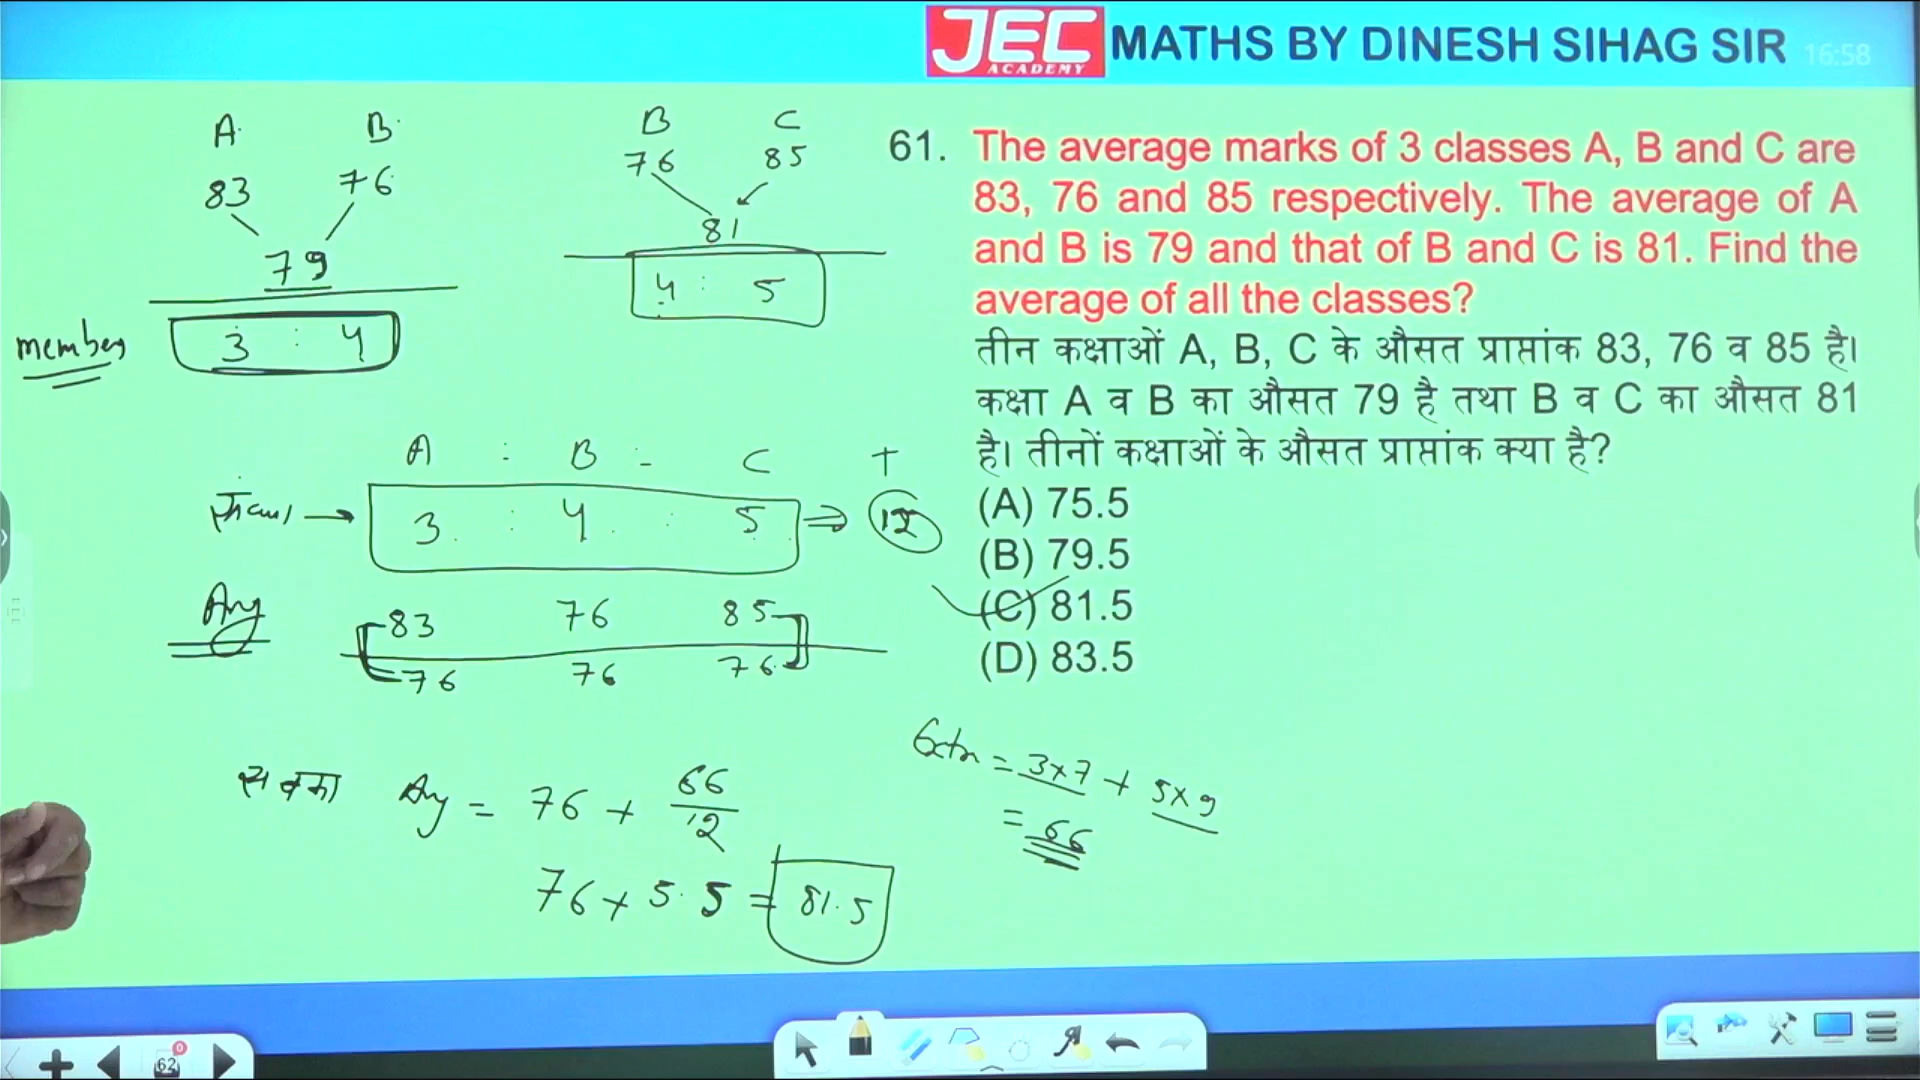 JEC
ACADEMY
MATHS BY DINESH SIHAG SIR
16:58
A B
83 76
79
members 3 : 4
B C
76 85
81
4 : 5
61. The average marks of 3 classes A, B and C are
83, 76 and 85 respectively. The average of A
and B is 79 and that of B and C is 81. Find the
average of all the classes?
तीन कक्षाओं A, B, C के औसत प्राप्तांक 83, 76 व 85 है।
कक्षा A व B का औसत 79 है तथा B व C का औसत 81
है। तीनों कक्षाओं के औसत प्राप्तांक क्या है?
(A) 75.5
(B) 79.5
(C) 81.5
(D) 83.5
A : B : C T
→ 3 : 4 : 5 ⇒ 12
Avg 83 76 85
76 76 76
सबका Avg = 76 + 66/12
76 + 5.5 = 81.5
= 3×7 + 5×9
= 66
62
0